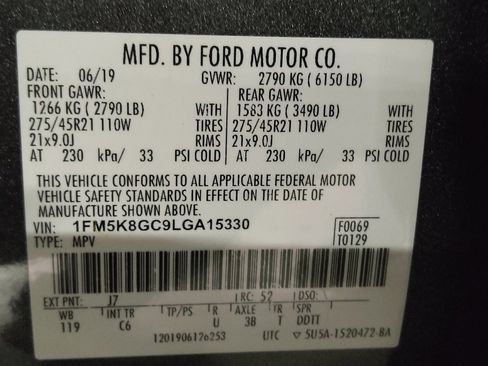 MFD. BY FORD MOTOR CO.
DATE: 06/19 GVWR: 2790 KG ( 6150 LB)
FRONT GAWR: REAR GAWR:
1266 KG ( 2790 LB) WITH 1583 KG ( 3490 LB) WITH
275/45R21 110W TIRES 275/45R21 110W TIRES
21x9.0J RIMS 21x9.0J RIMS
AT 230 kPa/ 33 PSI COLD AT 230 kPa/ 33 PSI COLD
THIS VEHICLE CONFORMS TO ALL APPLICABLE FEDERAL MOTOR
VEHICLE SAFETY STANDARDS IN EFFECT ON THE DATE OF
MANUFACTURE SHOWN ABOVE.
VIN: 1FM5K8GC9LGA15330 F0069
TYPE: MPV T0129
EXT PNT: J7 RC: 52 DSO:
WB INT TR TP/PS R AXLE TR SPR
119 C6 U 3B T DDTT
1201906126253 UTC 5U5A-1520472-BA